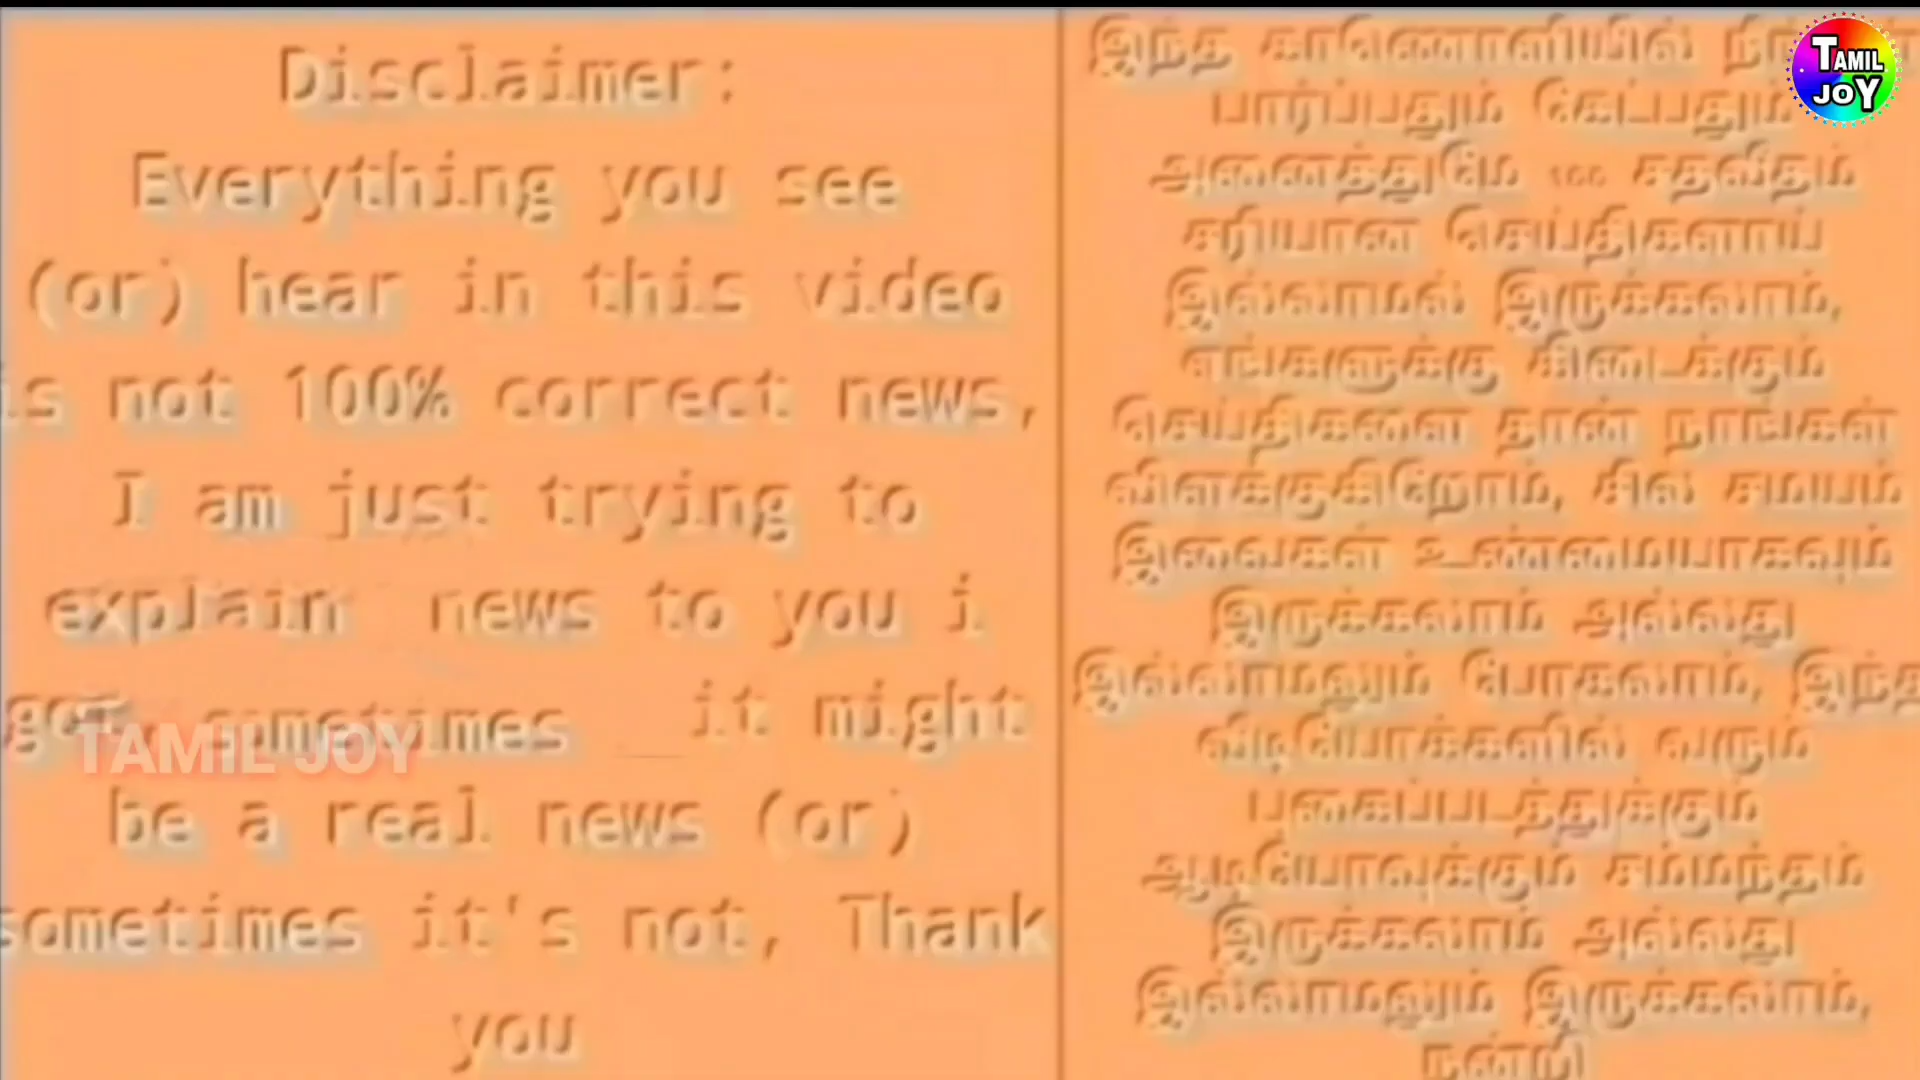 Disclaimer:
Everything you see
(or) hear in this video
is not 100% correct news,
I am just trying to
explain news to you i
get, sometimes it might
be a real news (or)
sometimes it's not, Thank
you
இந்த காணொளியில்
பார்ப்பதும் கேட்பதும்
அனைத்துமே 100 சதவீதம்
சரியான செய்திகளாய்
இல்லாமல் இருக்கலாம்,
எங்களுக்கு கிடைக்கும்
செய்திகளை தான் நாங்கள்
விளக்குகிறோம், சில சமயம்
இவைகள் உண்மையாகவும்
இருக்கலாம் அல்லது
இல்லாமலும் போகலாம், இந்த
வீடியோக்களில் வரும்
புகைப்படத்துக்கும்
ஆடியோவுக்கும் சம்மந்தம்
இருக்கலாம் அல்லது
இல்லாமலும் இருக்கலாம்,
நன்றி
TAMIL
JOY
TAMIL JOY